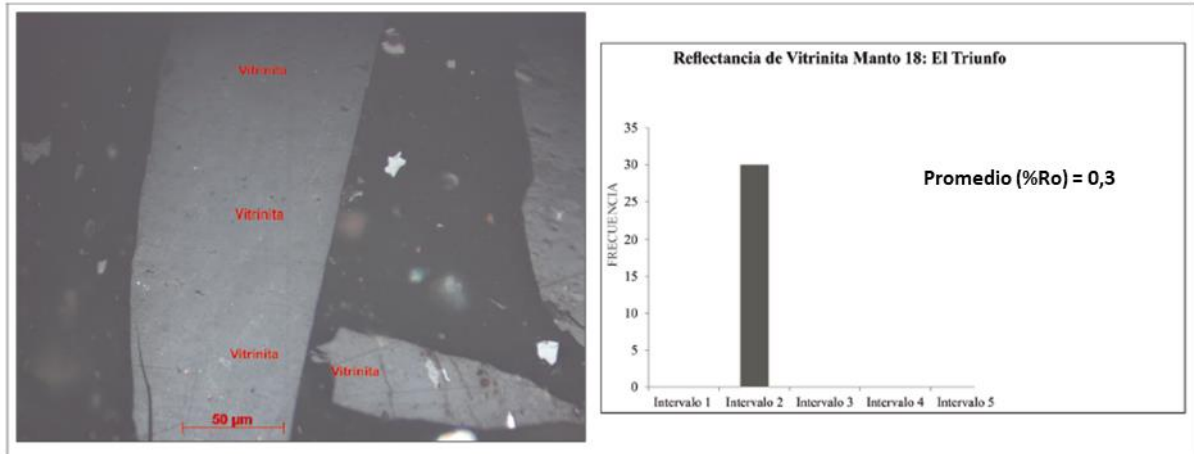 Vitrinita
Vitrinita
Vitrinita
Vitrinita
50 µm
Reflectancia de Vitrinita Manto 18: El Triunfo
FRECUENCIA
35
30
25
20
15
10
5
0
Intervalo 1 Intervalo 2 Intervalo 3 Intervalo 4 Intervalo 5
Promedio (%Ro) = 0,3